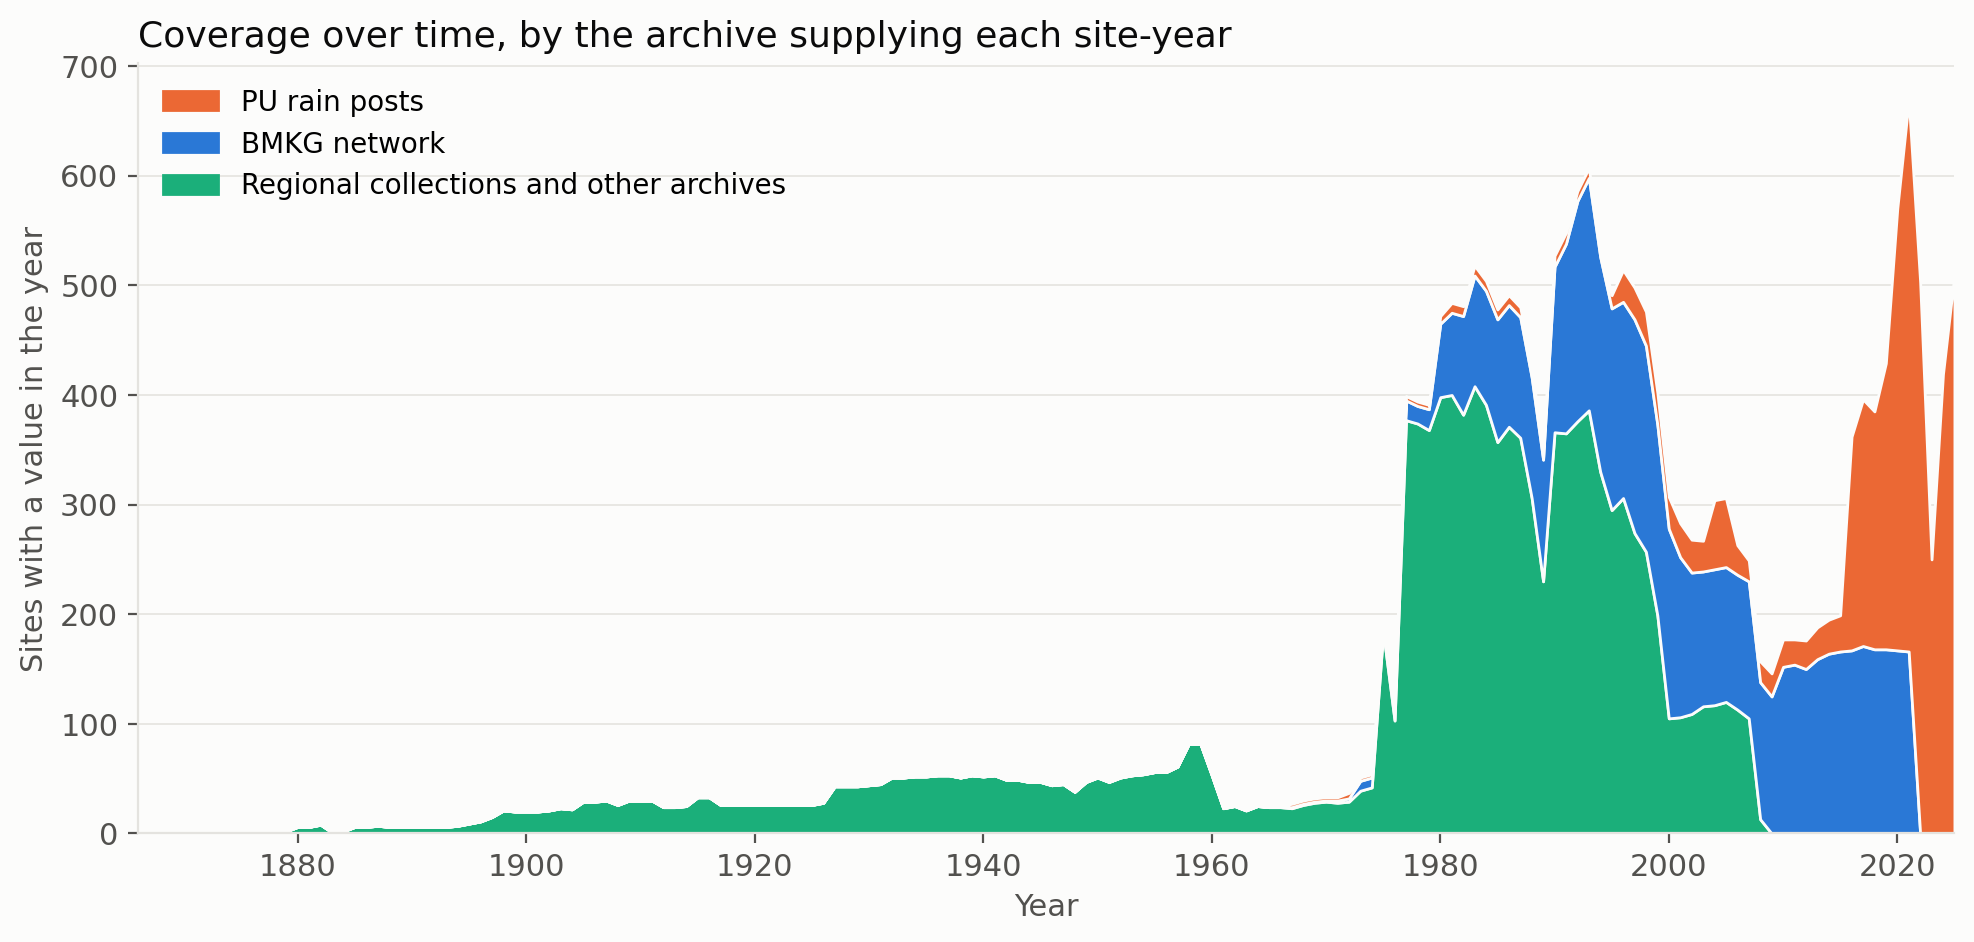 Coverage over time, by the archive supplying each site-year
PU rain posts
BMKG network
Regional collections and other archives
Sites with a value in the year
700
600
500
400
300
200
100
0
1880 1900 1920 1940 1960 1980 2000 2020
Year